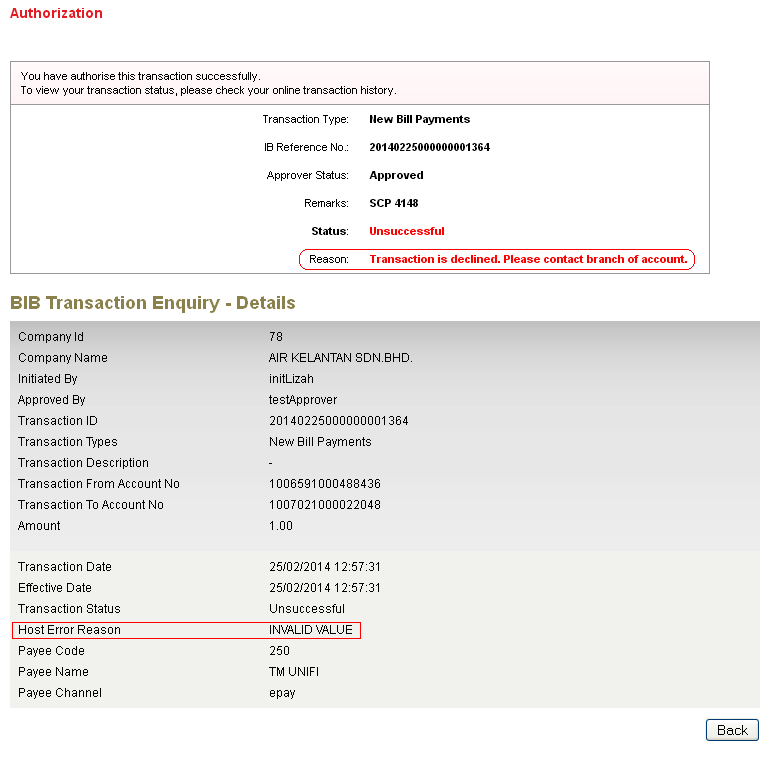 Authorization
You have authorise this transaction successfully.
To view your transaction status, please check your online transaction history.
Transaction Type: New Bill Payments
IB Reference No.: 20140225000000001364
Approver Status: Approved
Remarks: SCP 4148
Status: Unsuccessful
Reason: Transaction is declined. Please contact branch of account.
BIB Transaction Enquiry - Details
Company Id 78
Company Name AIR KELANTAN SDN.BHD.
Initiated By initLizah
Approved By testApprover
Transaction ID 20140225000000001364
Transaction Types New Bill Payments
Transaction Description -
Transaction From Account No 1006591000488436
Transaction To Account No 1007021000022048
Amount 1.00
Transaction Date 25/02/2014 12:57:31
Effective Date 25/02/2014 12:57:31
Transaction Status Unsuccessful
Host Error Reason INVALID VALUE
Payee Code 250
Payee Name TM UNIFI
Payee Channel epay
Back